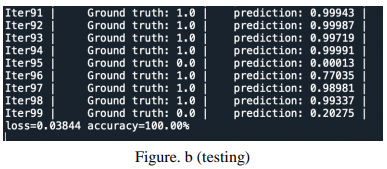 Iter91 | Ground truth: 1.0 | prediction: 0.99943 |
Iter92 | Ground truth: 1.0 | prediction: 0.99987 |
Iter93 | Ground truth: 1.0 | prediction: 0.99719 |
Iter94 | Ground truth: 1.0 | prediction: 0.99991 |
Iter95 | Ground truth: 0.0 | prediction: 0.00013 |
Iter96 | Ground truth: 1.0 | prediction: 0.77035 |
Iter97 | Ground truth: 1.0 | prediction: 0.98981 |
Iter98 | Ground truth: 1.0 | prediction: 0.99337 |
Iter99 | Ground truth: 0.0 | prediction: 0.20275 |
loss=0.03844 accuracy=100.00%
Figure. b (testing)